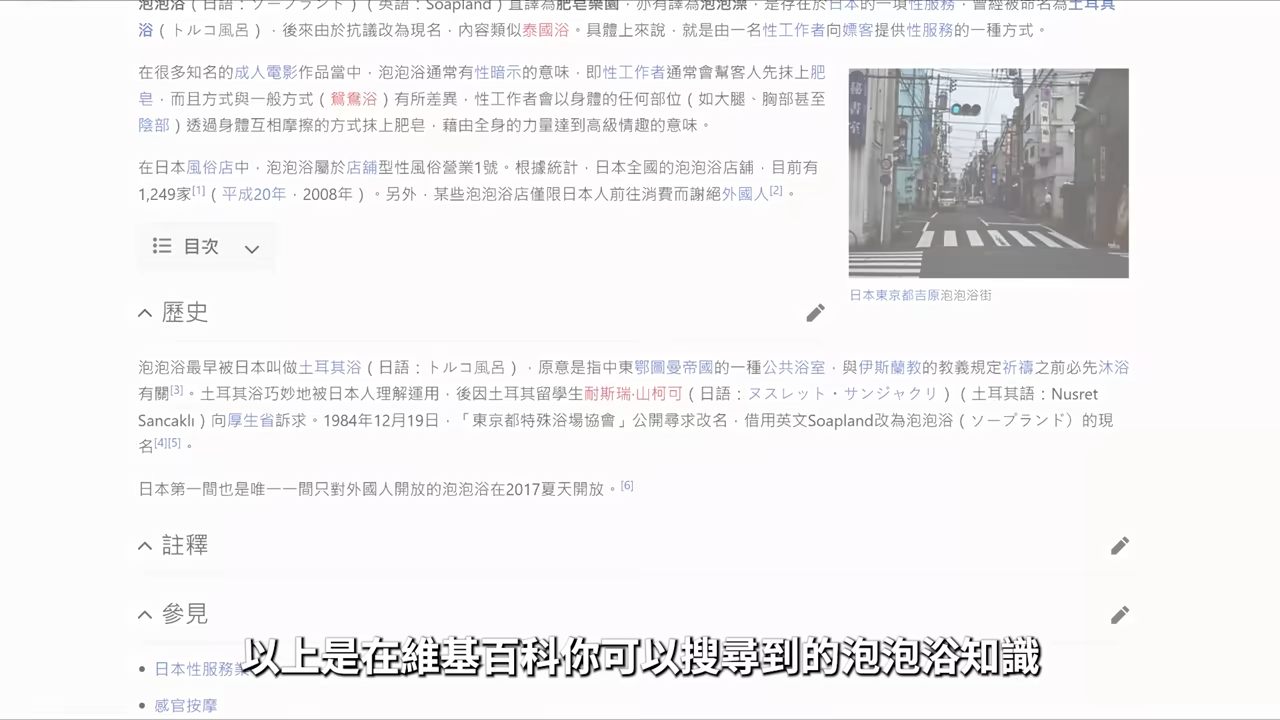 泡泡浴（日語：ソープランド）（英語：Soapland）直譯為肥皂樂園，亦有譯為泡泡澡，是存在於日本的一項性服務，曾經被命名為土耳其
浴（トルコ風呂），後來由於抗議改為現名，內容類似泰國浴。具體上來說，就是由一名性工作者向嫖客提供性服務的一種方式。
在很多知名的成人電影作品當中，泡泡浴通常有性暗示的意味，即性工作者通常會幫客人先抹上肥
皂，而且方式與一般方式（鴛鴦浴）有所差異，性工作者會以身體的任何部位（如大腿、胸部甚至
陰部）透過身體互相摩擦的方式抹上肥皂，藉由全身的力量達到高級情趣的意味。
在日本風俗店中，泡泡浴屬於店舖型性風俗營業1號。根據統計，日本全國的泡泡浴店舖，目前有
1,249家[1]（平成20年，2008年）。另外，某些泡泡浴店僅限日本人前往消費而謝絕外國人[2]。
秘書室
日本東京都吉原泡泡浴街
目次
歷史
泡泡浴最早被日本叫做土耳其浴（日語：トルコ風呂），原意是指中東鄂圖曼帝國的一種公共浴室，與伊斯蘭教的教義規定祈禱之前必先沐浴
有關[3]。土耳其浴巧妙地被日本人理解運用，後因土耳其留學生耐斯瑞·山柯可（日語：ヌスレット・サンジャクリ）（土耳其語：Nusret
Sancaklı）向厚生省訴求。1984年12月19日，「東京都特殊浴場協會」公開尋求改名，借用英文Soapland改為泡泡浴（ソープランド）的現
名[4][5]。
日本第一間也是唯一一間只對外國人開放的泡泡浴在2017夏天開放。[6]
註釋
參見
日本性服務業
感官按摩
以上是在維基百科你可以搜尋到的泡泡浴知識